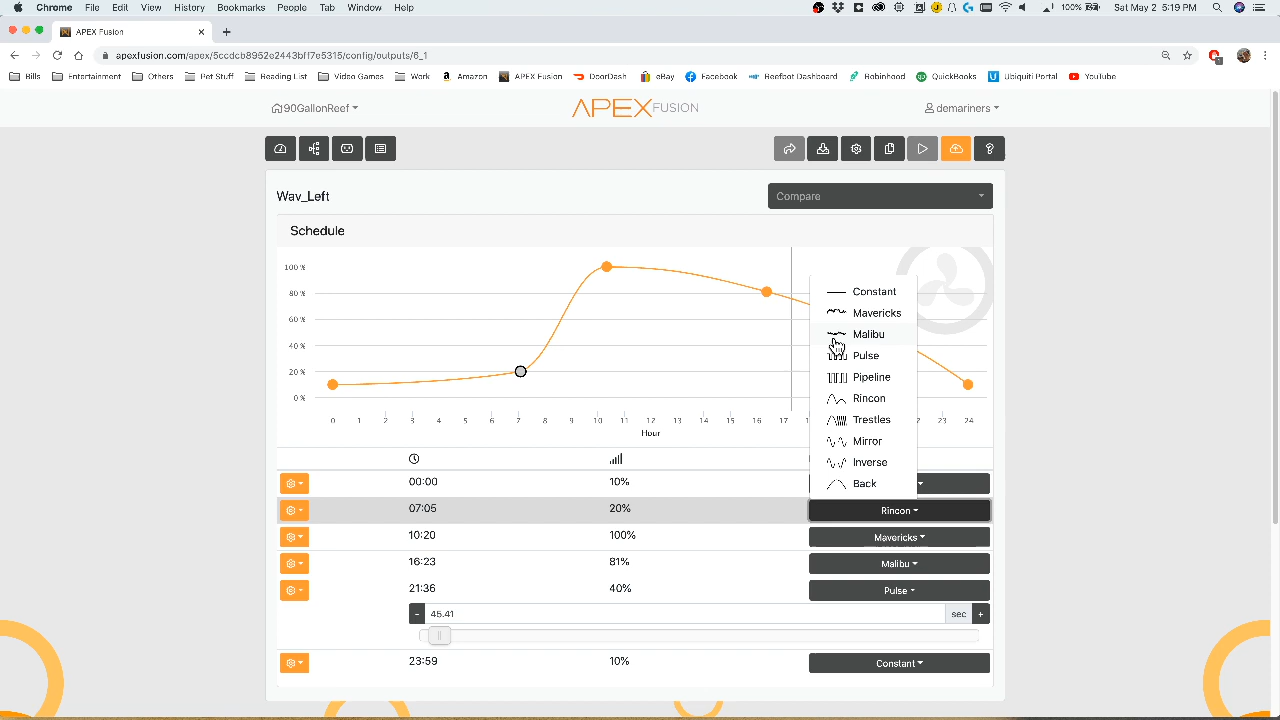 Chrome File Edit View History Bookmarks People Tab Window Help 100% Sat May 2 5:19 PM
APEX Fusion
apexfusion.com/apex/5ccdcb8952e2443bf17e5315/config/outputs/6_1
Bills Entertainment Others Pet Stuff Reading List Video Games Work Amazon APEX Fusion DoorDash eBay Facebook Reefbot Dashboard Robinhood QuickBooks Ubiquiti Portal YouTube
90GallonReef APEX FUSION demariners
Wav_Left Compare
Schedule
100 %
80 %
60 %
40 %
20 %
0 %
0 1 2 3 4 5 6 7 8 9 10 11 12 13 14 15 16 17 22 23 24
Hour
Constant
Mavericks
Malibu
Pulse
Pipeline
Rincon
Trestles
Mirror
Inverse
Back
00:00 10%
07:05 20% Rincon
10:20 100% Mavericks
16:23 81% Malibu
21:36 40% Pulse
- 45.41 sec +
23:59 10% Constant